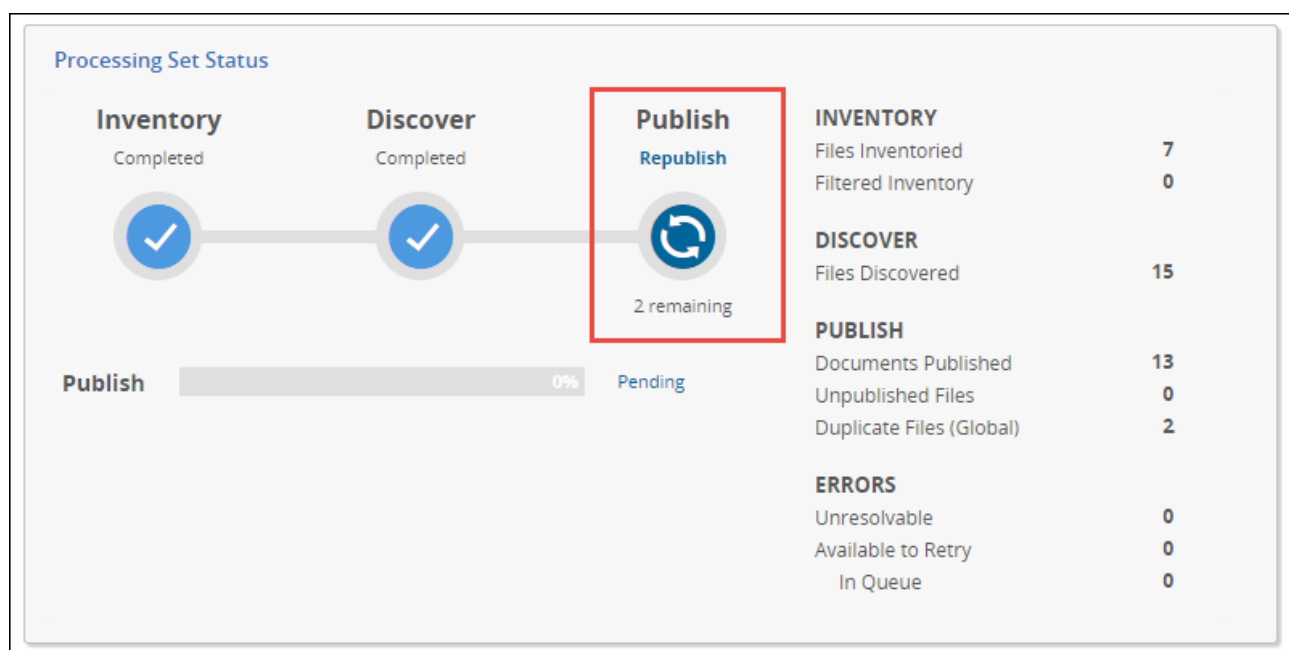 Processing Set Status
Inventory Discover Publish
Completed Completed Republish
2 remaining
Publish 0% Pending
INVENTORY
Files Inventoried 7
Filtered Inventory 0
DISCOVER
Files Discovered 15
PUBLISH
Documents Published 13
Unpublished Files 0
Duplicate Files (Global) 2
ERRORS
Unresolvable 0
Available to Retry 0
In Queue 0